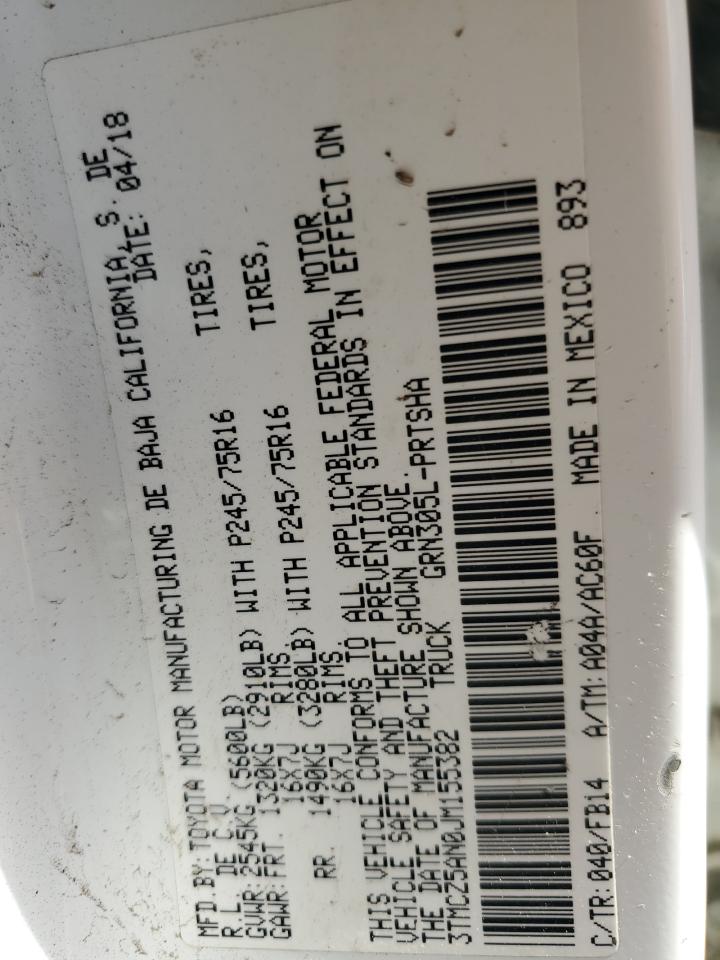 MFD.BY:TOYOTA MOTOR MANUFACTURING DE BAJA CALIFORNIA, S. DE
R.L. DE C.V. DATE: 04/18
GVWR:2545KG (5600LB)
GAWR:FRT. 1320KG (2910LB) WITH P245/75R16 TIRES,
16X7J RIMS.
RR. 1490KG (3280LB) WITH P245/75R16 TIRES,
16X7J RIMS.
THIS VEHICLE CONFORMS TO ALL APPLICABLE FEDERAL MOTOR
VEHICLE SAFETY AND THEFT PREVENTION STANDARDS IN EFFECT ON
THE DATE OF MANUFACTURE SHOWN ABOVE.
3TMCZ5AN0JM155382 TRUCK GRN305L-PRTSHA
C/TR:040/FB14 A/TM:A04A/AC60F MADE IN MEXICO 893